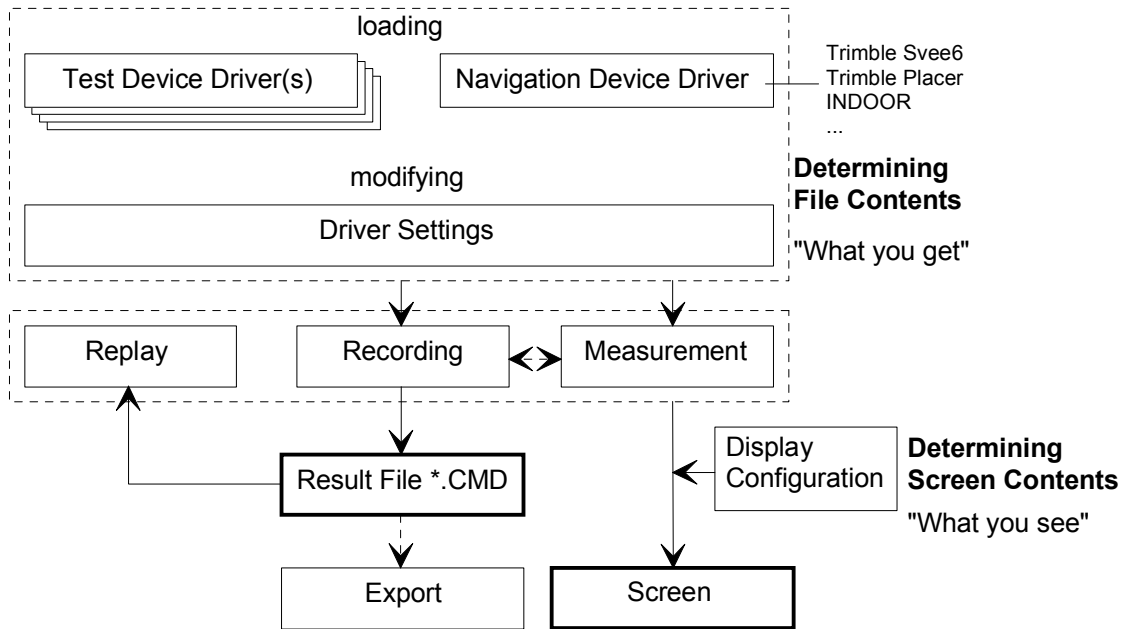 loading
Test Device Driver(s)
Navigation Device Driver
Trimble Svee6
Trimble Placer
INDOOR
...
modifying
Driver Settings
Determining
File Contents
"What you get"
Replay
Recording
Measurement
Result File *.CMD
Display
Configuration
Determining
Screen Contents
"What you see"
Export
Screen